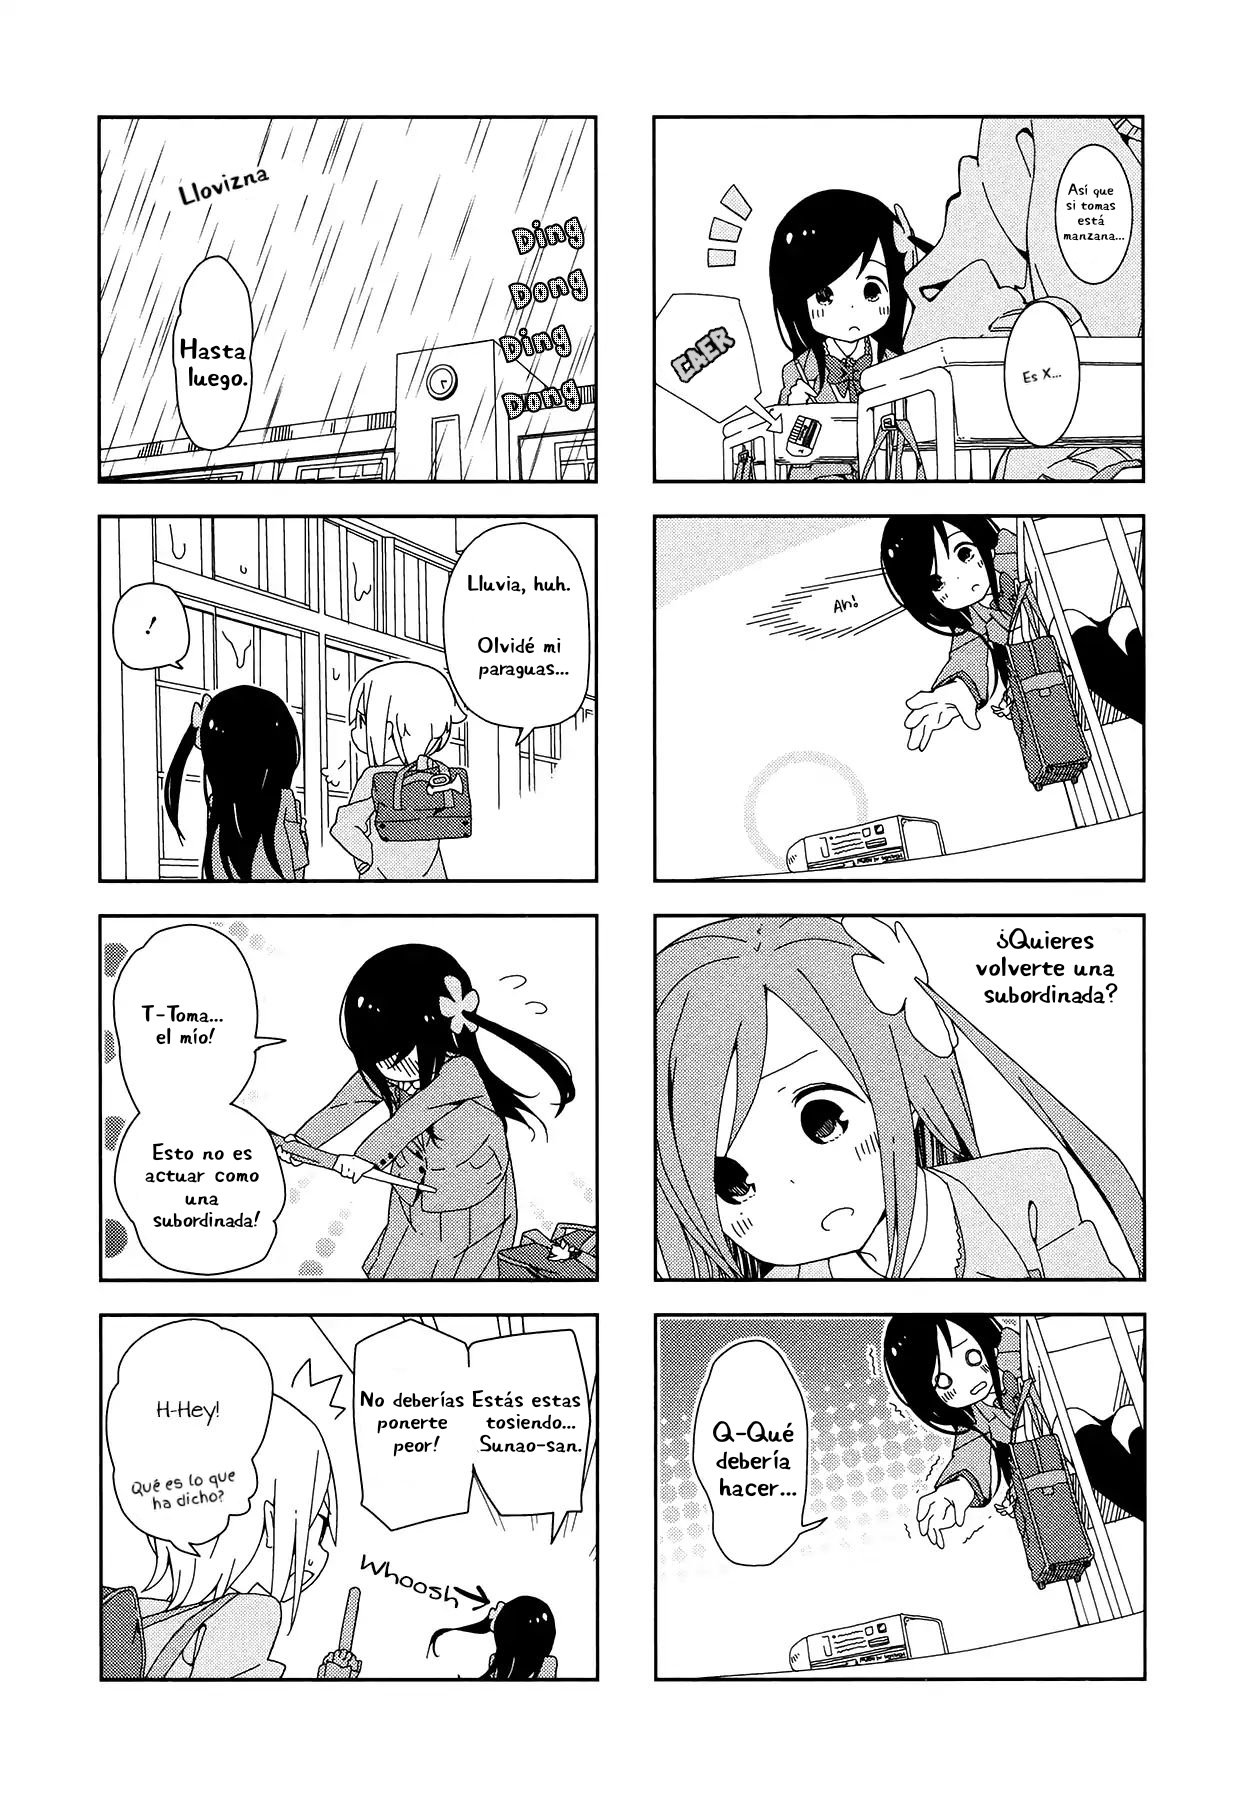 Así que
si tomas
está
manzana...
Es X...
CAER
Ah!
¿Quieres
volverte una
subordinada?
Q-Qué
debería
hacer...
Llovizna
Ding
Dong
Ding
Dong
Hasta
luego.
Lluvia, huh.
Olvidé mi
paraguas...
!
T-Toma...
el mío!
Esto no es
actuar como
una
subordinada!
Estás estas
tosiendo...
Sunao-san.
No deberías
ponerte
peor!
H-Hey!
Qué es lo que
ha dicho?
Whoosh